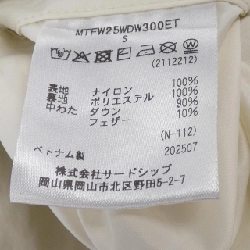 MTFW25WDW300ET
S
(2112212)
表地 ナイロン 100%
裏地 ポリエステル 100%
中わた ダウン 90%
フェザー 10%
(N-112)
ベトナム製 202507
株式会社サードシップ
岡山県岡山市北区野田5-2-7